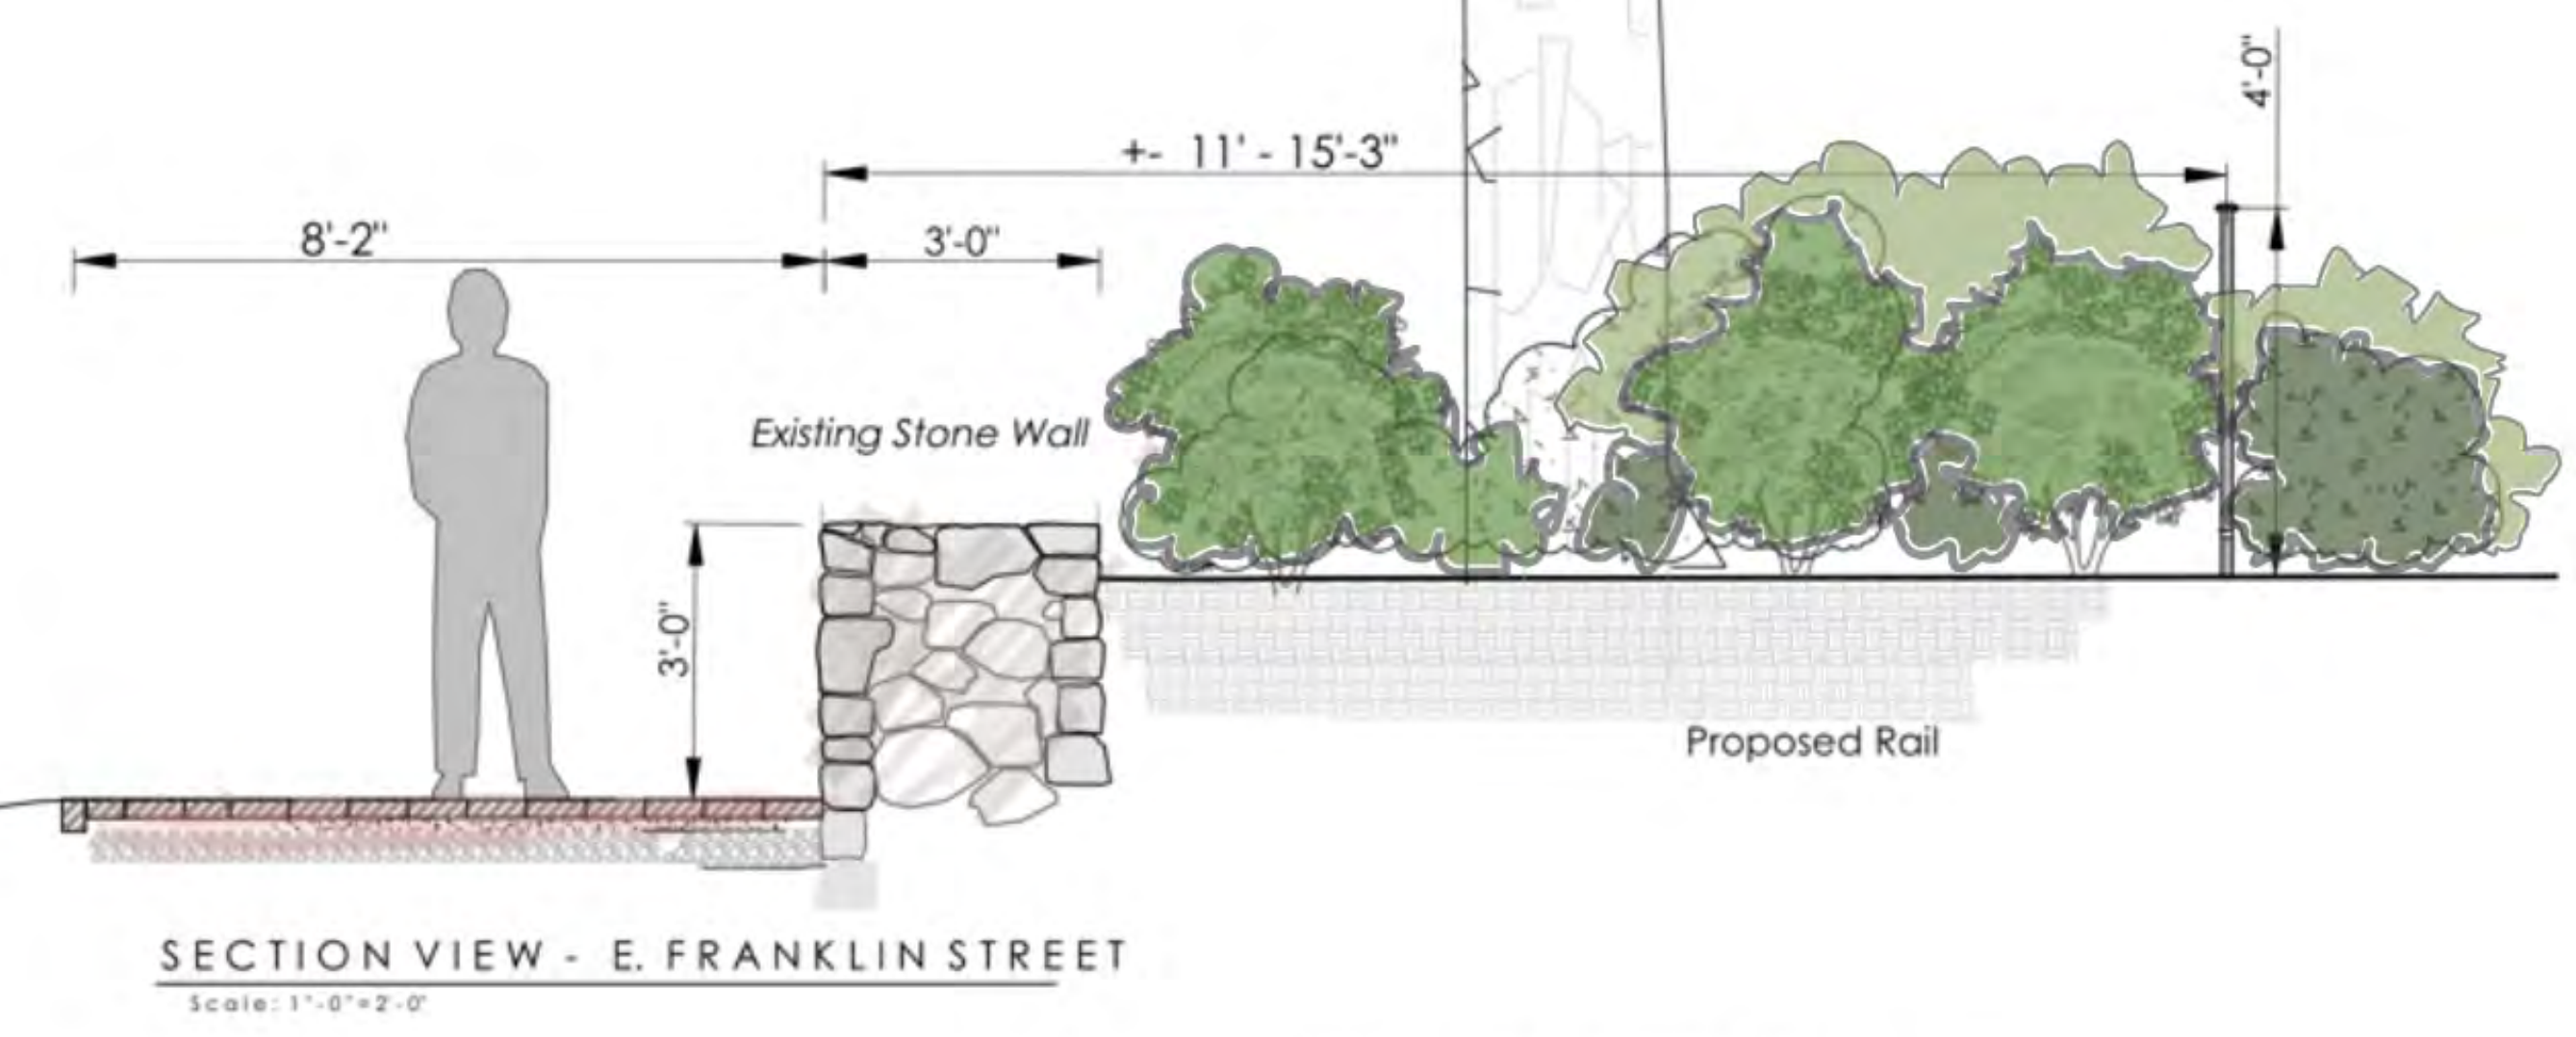 4'-0"
+- 11' - 15'-3"
8'-2"
3'-0"
Existing Stone Wall
3'-0"
Proposed Rail
SECTION VIEW - E. FRANKLIN STREET
Scale: 1"-0"=2'-0"